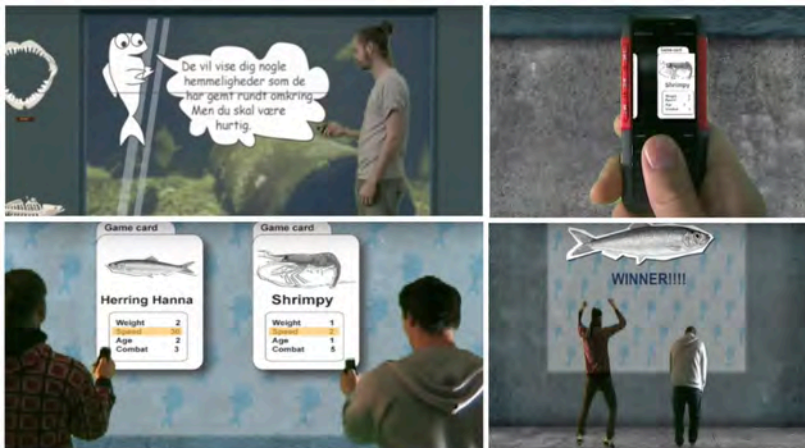 De vil vise dig nogle
hemmeligheder som de
har gemt rundt omkring
Men du skal være
hurtig.
Game card
Shrimpy
Game card
Herring Hanna
Weight 2
Speed 36
Age 2
Combat 3
Game card
Shrimpy
Weight 1
Speed 2
Age 1
Combat 5
WINNER!!!!